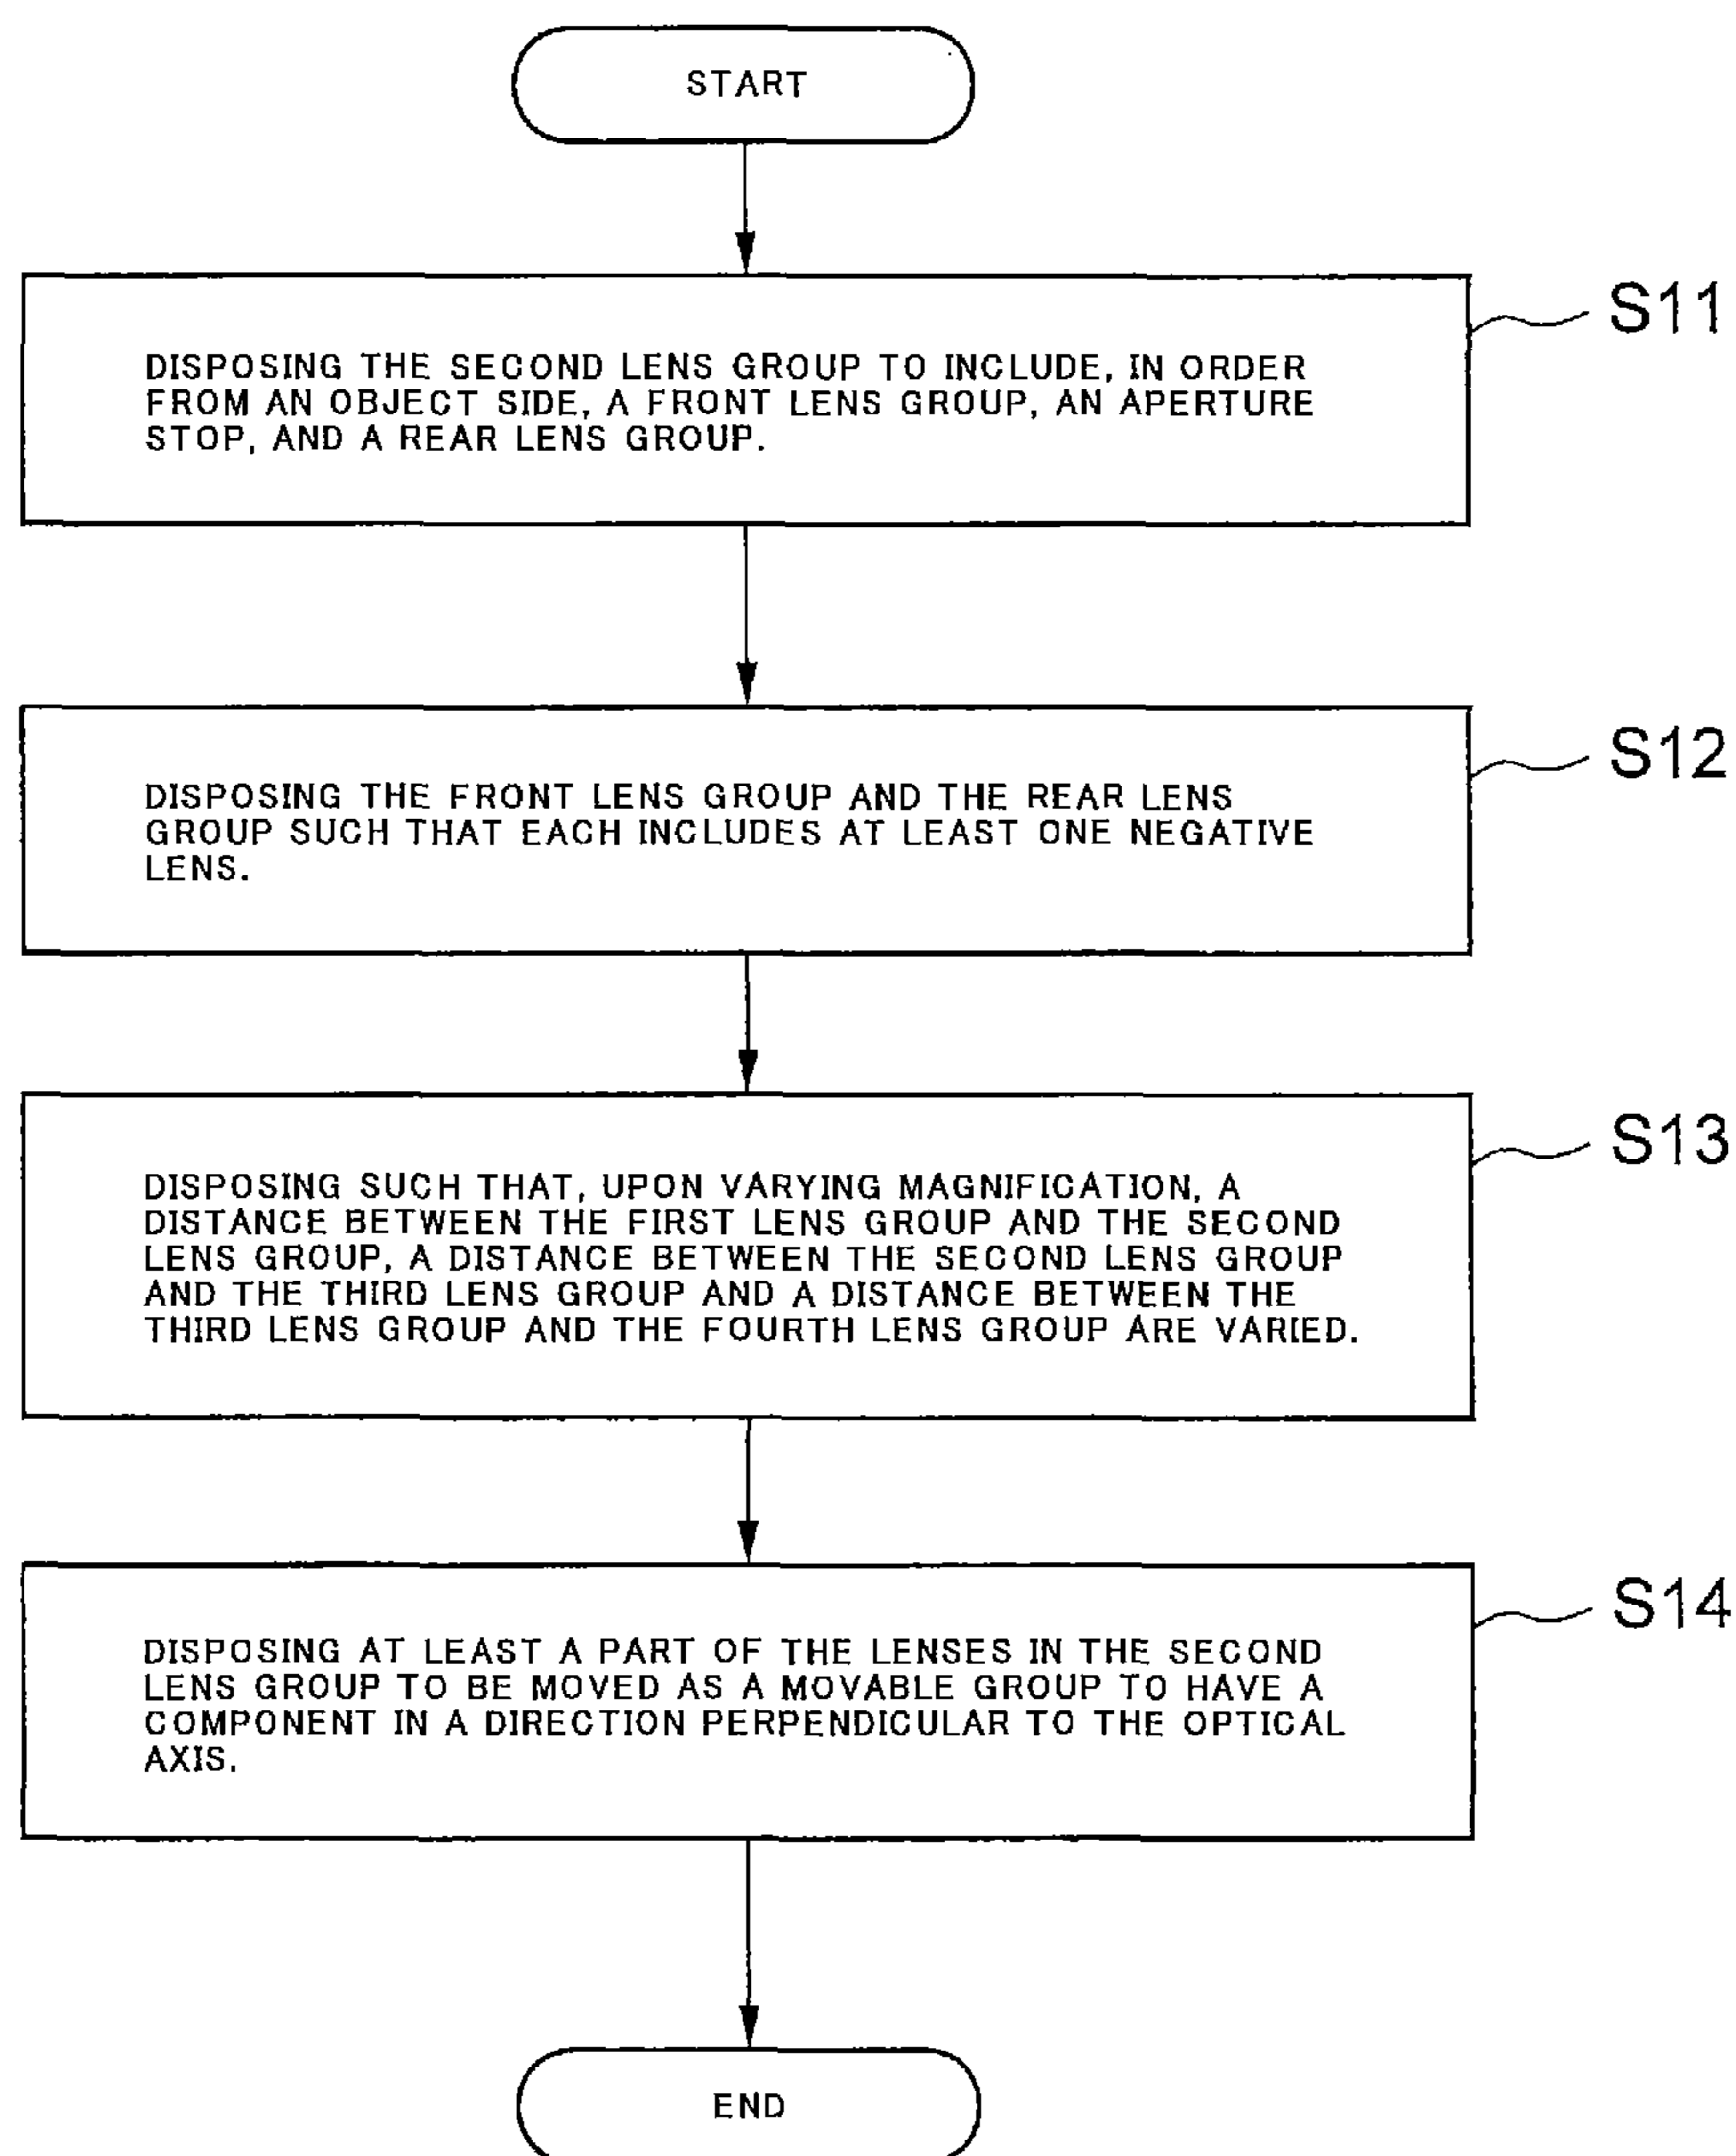 START
S11
DISPOSING THE SECOND LENS GROUP TO INCLUDE, IN ORDER
FROM AN OBJECT SIDE, A FRONT LENS GROUP, AN APERTURE
STOP, AND A REAR LENS GROUP.
S12
DISPOSING THE FRONT LENS GROUP AND THE REAR LENS
GROUP SUCH THAT EACH INCLUDES AT LEAST ONE NEGATIVE
LENS.
S13
DISPOSING SUCH THAT, UPON VARYING MAGNIFICATION, A
DISTANCE BETWEEN THE FIRST LENS GROUP AND THE SECOND
LENS GROUP, A DISTANCE BETWEEN THE SECOND LENS GROUP
AND THE THIRD LENS GROUP AND A DISTANCE BETWEEN THE
THIRD LENS GROUP AND THE FOURTH LENS GROUP ARE VARIED.
S14
DISPOSING AT LEAST A PART OF THE LENSES IN THE SECOND
LENS GROUP TO BE MOVED AS A MOVABLE GROUP TO HAVE A
COMPONENT IN A DIRECTION PERPENDICULAR TO THE OPTICAL
AXIS.
END